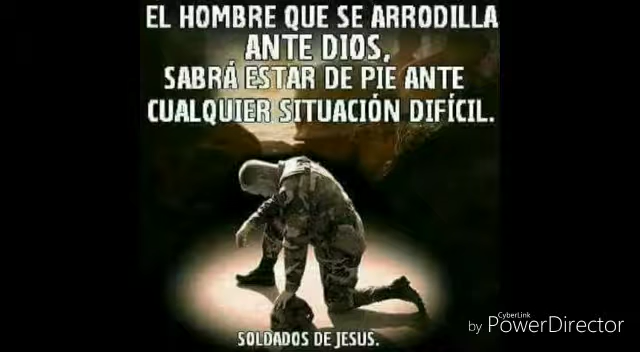 EL HOMBRE QUE SE ARRODILLA
ANTE DIOS,
SABRÁ ESTAR DE PIE ANTE
CUALQUIER SITUACIÓN DIFÍCIL.
SOLDADOS DE JESUS.
CyberLink
by PowerDirector